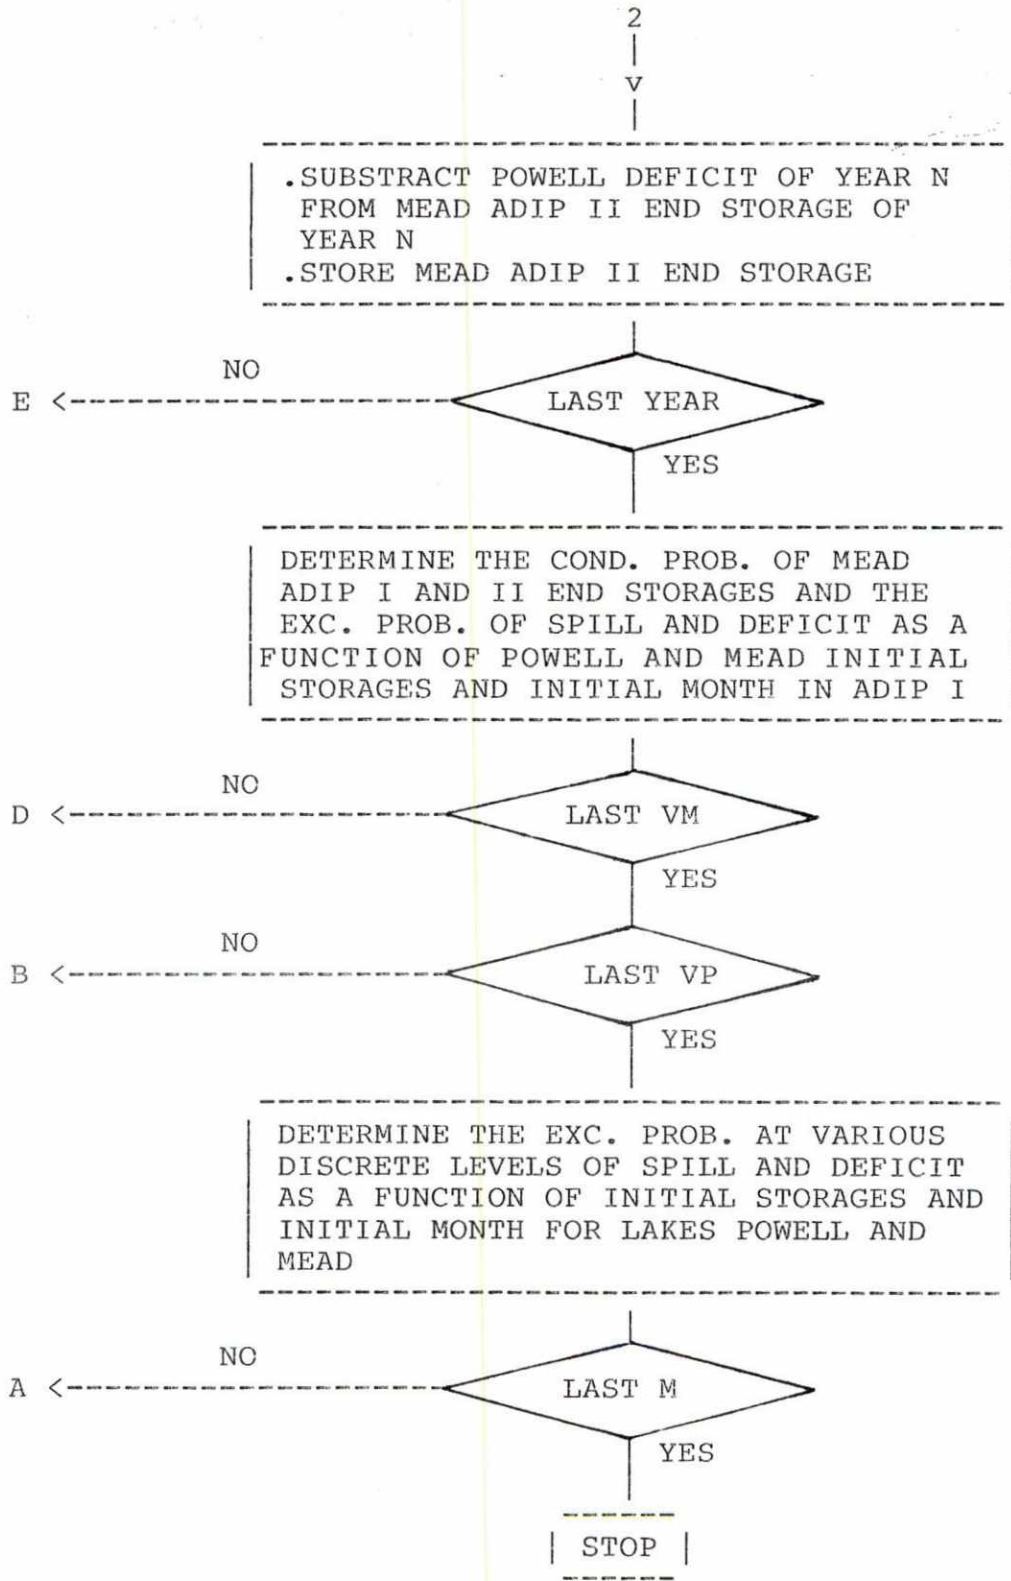 2
v
.SUBSTRACT POWELL DEFICIT OF YEAR N
FROM MEAD ADIP II END STORAGE OF
YEAR N
.STORE MEAD ADIP II END STORAGE
NO
E <
LAST YEAR
YES
DETERMINE THE COND. PROB. OF MEAD
ADIP I AND II END STORAGES AND THE
EXC. PROB. OF SPILL AND DEFICIT AS A
FUNCTION OF POWELL AND MEAD INITIAL
STORAGES AND INITIAL MONTH IN ADIP I
NO
D <
LAST VM
YES
NO
B <
LAST VP
YES
DETERMINE THE EXC. PROB. AT VARIOUS
DISCRETE LEVELS OF SPILL AND DEFICIT
AS A FUNCTION OF INITIAL STORAGES AND
INITIAL MONTH FOR LAKES POWELL AND
MEAD
NO
A <
LAST M
YES
STOP